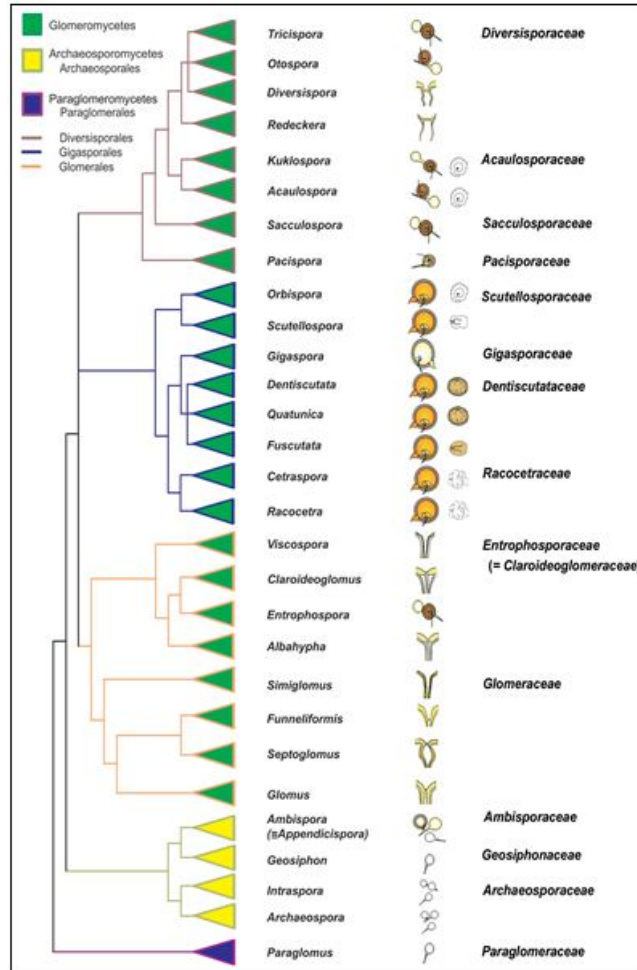 Glomeromycetes
Archaeosporomycetes
Archaeosporales
Paraglomeromycetes
Paraglomerales
Diversisporales
Gigasporales
Glomerales
Tricispora Diversisporaceae
Otospora
Diversispora
Redeckera
Kuklospora Acaulosporaceae
Acaulospora
Sacculospora Sacculosporaceae
Pacispora Pacisporaceae
Orbispora Scutellosporaceae
Scutellospora
Gigaspora Gigasporaceae
Dentiscutata Dentiscutataceae
Quatunica
Fuscutata
Cetraspora Racocetraceae
Racocetra
Viscospora Entrophosporaceae
(= Claroideoglomeraceae)
Claroideoglomus
Entrophospora
Albahypha
Simiglomus Glomeraceae
Funneliformis
Septoglomus
Glomus
Ambispora Ambisporaceae
(≡Appendicispora)
Geosiphon Geosiphonaceae
Intraspora Archaeosporaceae
Archaeospora
Paraglomus Paraglomeraceae